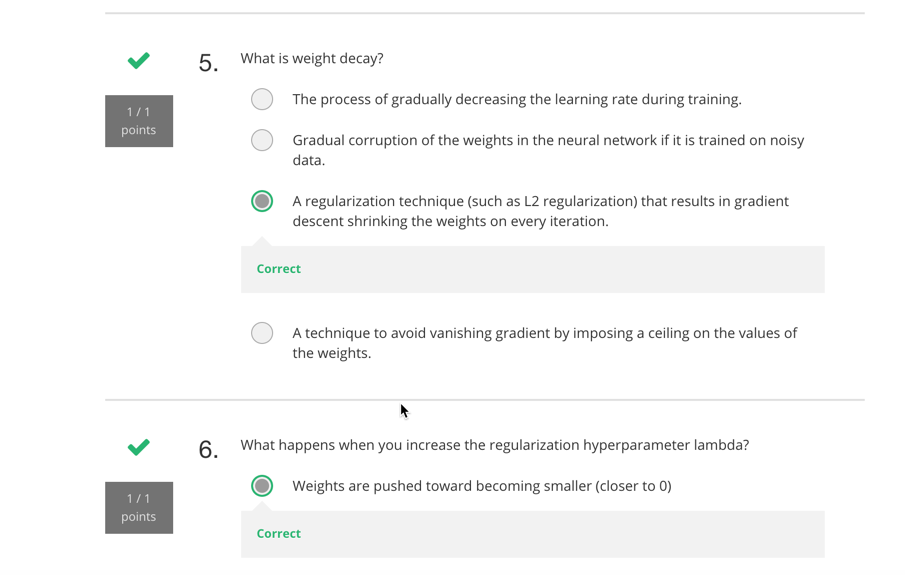 5.
What is weight decay?
1 / 1
points
The process of gradually decreasing the learning rate during training.
Gradual corruption of the weights in the neural network if it is trained on noisy
data.
A regularization technique (such as L2 regularization) that results in gradient
descent shrinking the weights on every iteration.
Correct
A technique to avoid vanishing gradient by imposing a ceiling on the values of
the weights.
6.
What happens when you increase the regularization hyperparameter lambda?
1 / 1
points
Weights are pushed toward becoming smaller (closer to 0)
Correct